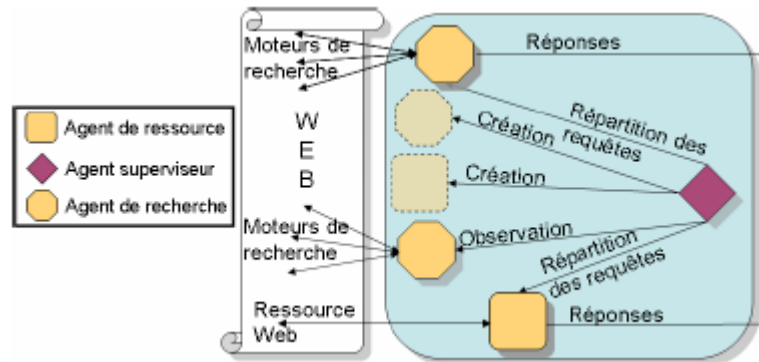 Agent de ressource
Agent superviseur
Agent de recherche
Moteurs de
recherche
W
E
B
Moteurs de
recherche
Ressource
Web
Réponses
Répartition des
requêtes
Création
Création
Observation
Répartition
des requêtes
Réponses